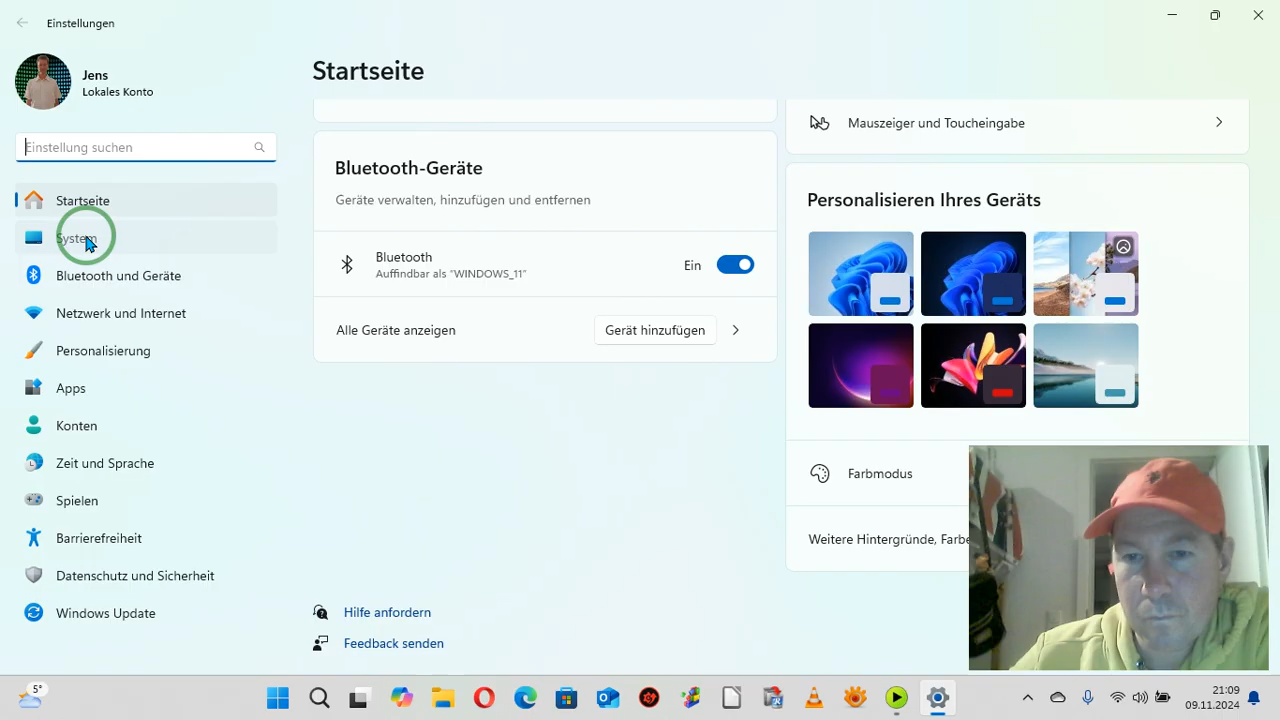 Einstellungen
Jens
Lokales Konto
Einstellung suchen
Startseite
System
Bluetooth und Geräte
Netzwerk und Internet
Personalisierung
Apps
Konten
Zeit und Sprache
Spielen
Barrierefreiheit
Datenschutz und Sicherheit
Windows Update
Startseite
Bluetooth-Geräte
Geräte verwalten, hinzufügen und entfernen
Bluetooth
Auffindbar als "WINDOWS_11"
Ein
Alle Geräte anzeigen
Gerät hinzufügen
Hilfe anfordern
Feedback senden
Mauszeiger und Toucheingabe
Personalisieren Ihres Geräts
Farbmodus
Weitere Hintergründe, Farbe
5°
21:09
09.11.2024